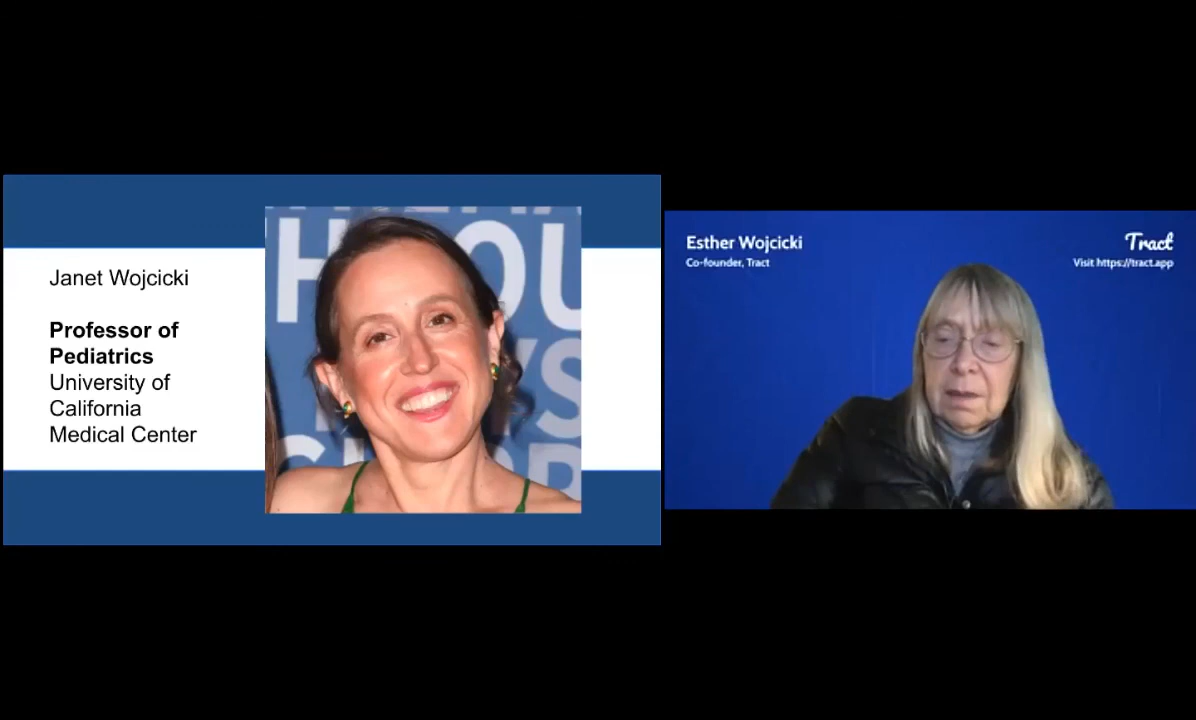 Janet Wojcicki
Professor of
Pediatrics
University of
California
Medical Center
Esther Wojcicki
Co-founder, Tract
Tract
Visit https://tract.app